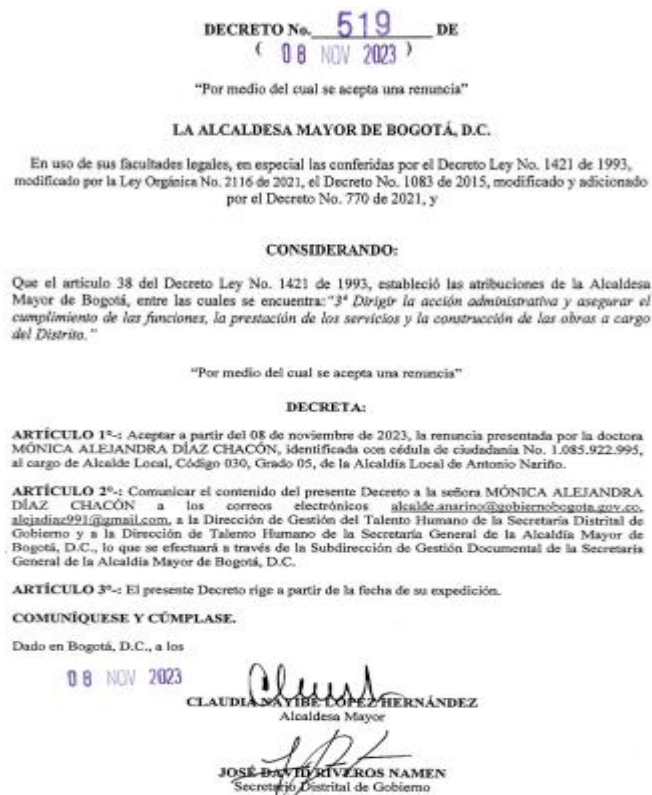 DECRETO No. 519 DE
( 08 NOV 2023 )
“Por medio del cual se acepta una renuncia”
LA ALCALDESA MAYOR DE BOGOTÁ, D.C.
En uso de sus facultades legales, en especial las conferidas por el Decreto Ley No. 1421 de 1993,
modificado por la Ley Orgánica No. 2116 de 2021, el Decreto No. 1083 de 2015, modificado y adicionado
por el Decreto No. 770 de 2021, y
CONSIDERANDO:
Que el artículo 38 del Decreto Ley No. 1421 de 1993, estableció las atribuciones de la Alcaldesa
Mayor de Bogotá, entre las cuales se encuentra:"3ª Dirigir la acción administrativa y asegurar el
cumplimiento de las funciones, la prestación de los servicios y la construcción de las obras a cargo
del Distrito."
“Por medio del cual se acepta una renuncia”
DECRETA:
ARTÍCULO 1º-: Aceptar a partir del 08 de noviembre de 2023, la renuncia presentada por la doctora
MÓNICA ALEJANDRA DÍAZ CHACÓN, identificada con cédula de ciudadanía No. 1.085.922.995,
al cargo de Alcalde Local, Código 030, Grado 05, de la Alcaldía Local de Antonio Nariño.
ARTÍCULO 2º-: Comunicar el contenido del presente Decreto a la señora MÓNICA ALEJANDRA
DÍAZ CHACÓN a los correos electrónicos alcalde.anarino@gobiernobogota.gov.co,
alejadiaz991@gmail.com, a la Dirección de Gestión del Talento Humano de la Secretaría Distrital de
Gobierno y a la Dirección de Talento Humano de la Secretaría General de la Alcaldía Mayor de
Bogotá, D.C., lo que se efectuará a través de la Subdirección de Gestión Documental de la Secretaría
General de la Alcaldía Mayor de Bogotá, D.C.
ARTÍCULO 3º-: El presente Decreto rige a partir de la fecha de su expedición.
COMUNÍQUESE Y CÚMPLASE.
Dado en Bogotá, D.C., a los
08 NOV 2023
CLAUDIA NAYIBE LÓPEZ HERNÁNDEZ
Alcaldesa Mayor
JOSÉ DAVID RIVEROS NAMEN
Secretario Distrital de Gobierno